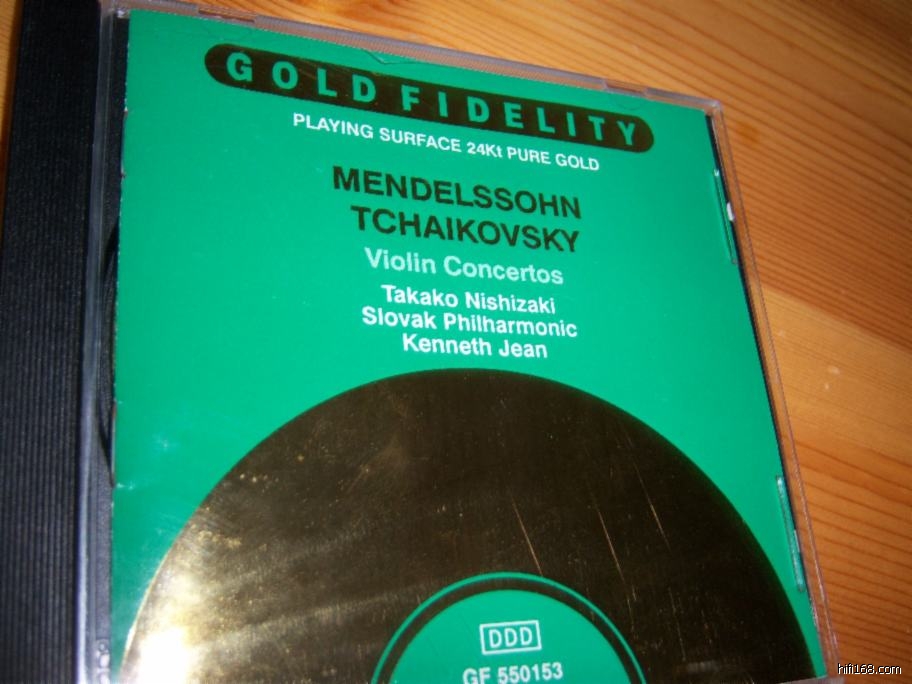 GOLD FIDELITY
PLAYING SURFACE 24Kt PURE GOLD
MENDELSSOHN
TCHAIKOVSKY
Violin Concertos
Takako Nishizaki
Slovak Philharmonic
Kenneth Jean
DDD
GF 550153
hifi168.com